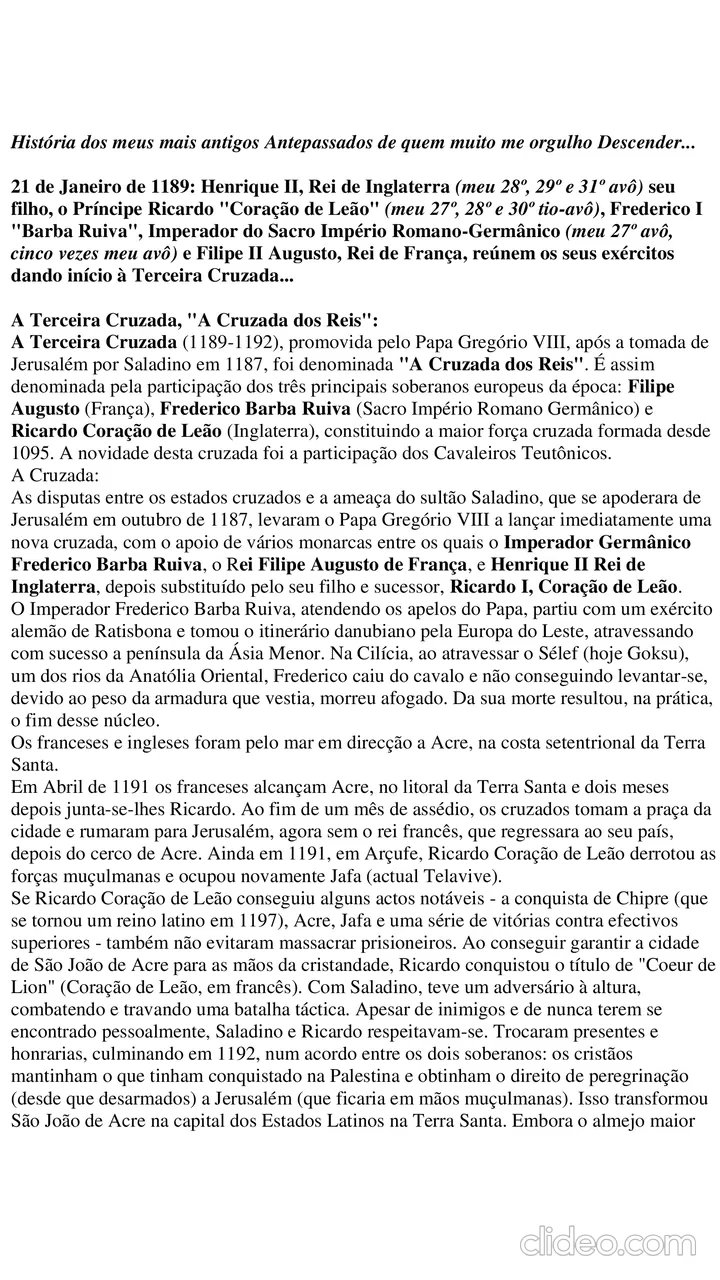 História dos meus mais antigos Antepassados de quem muito me orgulho Descender...
21 de Janeiro de 1189: Henrique II, Rei de Inglaterra (meu 28º, 29º e 31º avô) seu
filho, o Príncipe Ricardo "Coração de Leão" (meu 27º, 28º e 30º tio-avô), Frederico I
"Barba Ruiva", Imperador do Sacro Império Romano-Germânico (meu 27º avô,
cinco vezes meu avô) e Filipe II Augusto, Rei de França, reúnem os seus exércitos
dando início à Terceira Cruzada...
A Terceira Cruzada, "A Cruzada dos Reis":
A Terceira Cruzada (1189-1192), promovida pelo Papa Gregório VIII, após a tomada de
Jerusalém por Saladino em 1187, foi denominada "A Cruzada dos Reis". É assim
denominada pela participação dos três principais soberanos europeus da época: Filipe
Augusto (França), Frederico Barba Ruiva (Sacro Império Romano Germânico) e
Ricardo Coração de Leão (Inglaterra), constituindo a maior força cruzada formada desde
1095. A novidade desta cruzada foi a participação dos Cavaleiros Teutônicos.
A Cruzada:
As disputas entre os estados cruzados e a ameaça do sultão Saladino, que se apoderara de
Jerusalém em outubro de 1187, levaram o Papa Gregório VIII a lançar imediatamente uma
nova cruzada, com o apoio de vários monarcas entre os quais o Imperador Germânico
Frederico Barba Ruiva, o Rei Filipe Augusto de França, e Henrique II Rei de
Inglaterra, depois substituído pelo seu filho e sucessor, Ricardo I, Coração de Leão.
O Imperador Frederico Barba Ruiva, atendendo os apelos do Papa, partiu com um exército
alemão de Ratisbona e tomou o itinerário danubiano pela Europa do Leste, atravessando
com sucesso a península da Ásia Menor. Na Cilícia, ao atravessar o Sélef (hoje Goksu),
um dos rios da Anatólia Oriental, Frederico caiu do cavalo e não conseguindo levantar-se,
devido ao peso da armadura que vestia, morreu afogado. Da sua morte resultou, na prática,
o fim desse núcleo.
Os franceses e ingleses foram pelo mar em direcção a Acre, na costa setentrional da Terra
Santa.
Em Abril de 1191 os franceses alcançam Acre, no litoral da Terra Santa e dois meses
depois junta-se-lhes Ricardo. Ao fim de um mês de assédio, os cruzados tomam a praça da
cidade e rumaram para Jerusalém, agora sem o rei francês, que regressara ao seu país,
depois do cerco de Acre. Ainda em 1191, em Arçufe, Ricardo Coração de Leão derrotou as
forças muçulmanas e ocupou novamente Jafa (actual Telavive).
Se Ricardo Coração de Leão conseguiu alguns actos notáveis - a conquista de Chipre (que
se tornou um reino latino em 1197), Acre, Jafa e uma série de vitórias contra efectivos
superiores - também não evitaram massacrar prisioneiros. Ao conseguir garantir a cidade
de São João de Acre para as mãos da cristandade, Ricardo conquistou o título de "Coeur de
Lion" (Coração de Leão, em francês). Com Saladino, teve um adversário à altura,
combatendo e travando uma batalha táctica. Apesar de inimigos e de nunca terem se
encontrado pessoalmente, Saladino e Ricardo respeitavam-se. Trocaram presentes e
honrarias, culminando em 1192, num acordo entre os dois soberanos: os cristãos
mantinham o que tinham conquistado na Palestina e obtinham o direito de peregrinação
(desde que desarmados) a Jerusalém (que ficaria em mãos muçulmanas). Isso transformou
São João de Acre na capital dos Estados Latinos na Terra Santa. Embora o almejo maior
clideo.com